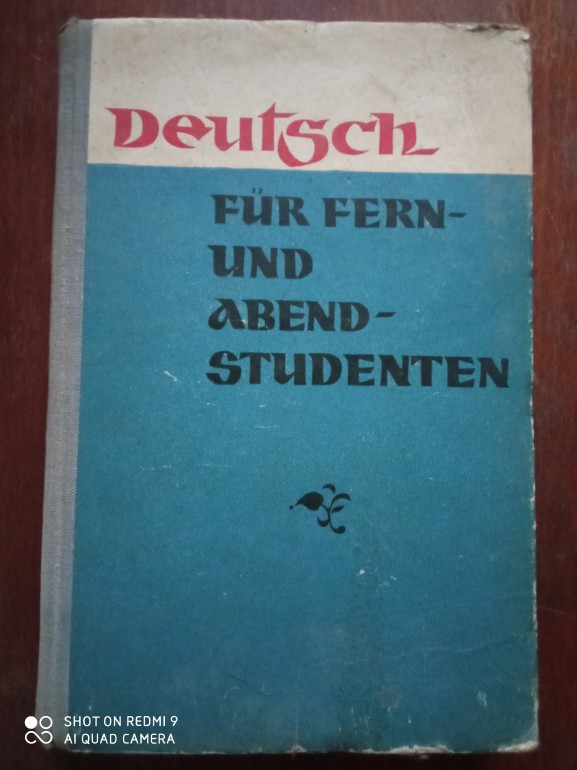 Deutsch
FÜR FERN-
UND
ABEND-
STUDENTEN
SHOT ON REDMI 9
AI QUAD CAMERA